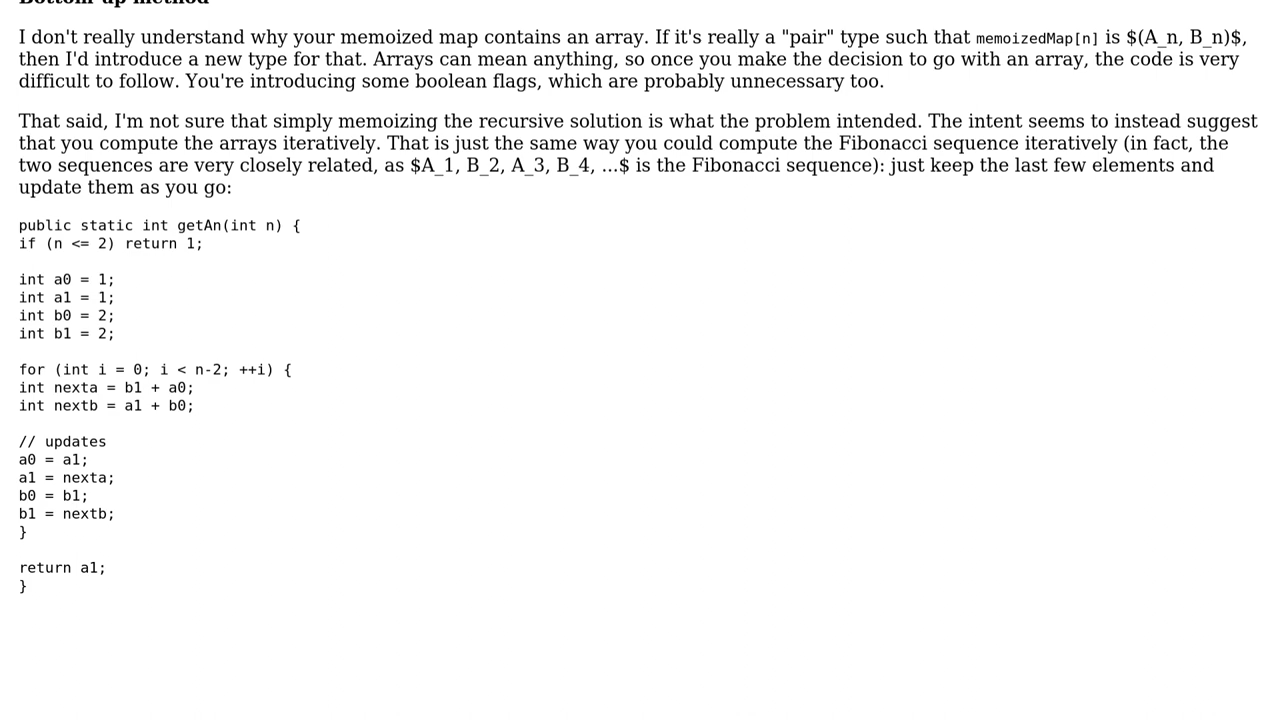 Bottom-up method
I don't really understand why your memoized map contains an array. If it's really a "pair" type such that memoizedMap[n] is $(A_n, B_n)$,
then I'd introduce a new type for that. Arrays can mean anything, so once you make the decision to go with an array, the code is very
difficult to follow. You're introducing some boolean flags, which are probably unnecessary too.
That said, I'm not sure that simply memoizing the recursive solution is what the problem intended. The intent seems to instead suggest
that you compute the arrays iteratively. That is just the same way you could compute the Fibonacci sequence iteratively (in fact, the
two sequences are very closely related, as $A_1, B_2, A_3, B_4, ...$ is the Fibonacci sequence): just keep the last few elements and
update them as you go:
public static int getAn(int n) {
if (n <= 2) return 1;
int a0 = 1;
int a1 = 1;
int b0 = 2;
int b1 = 2;
for (int i = 0; i < n-2; ++i) {
int nexta = b1 + a0;
int nextb = a1 + b0;
// updates
a0 = a1;
a1 = nexta;
b0 = b1;
b1 = nextb;
}
return a1;
}